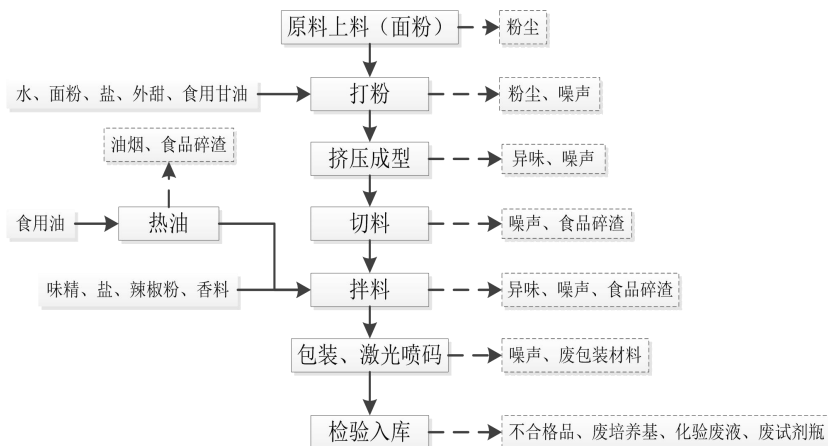 原料上料（面粉）
粉尘
水、面粉、盐、外甜、食用甘油
打粉
粉尘、噪声
油烟、食品碎渣
挤压成型
异味、噪声
食用油
热油
切料
噪声、食品碎渣
味精、盐、辣椒粉、香料
拌料
异味、噪声、食品碎渣
包装、激光喷码
噪声、废包装材料
检验入库
不合格品、废培养基、化验废液、废试剂瓶